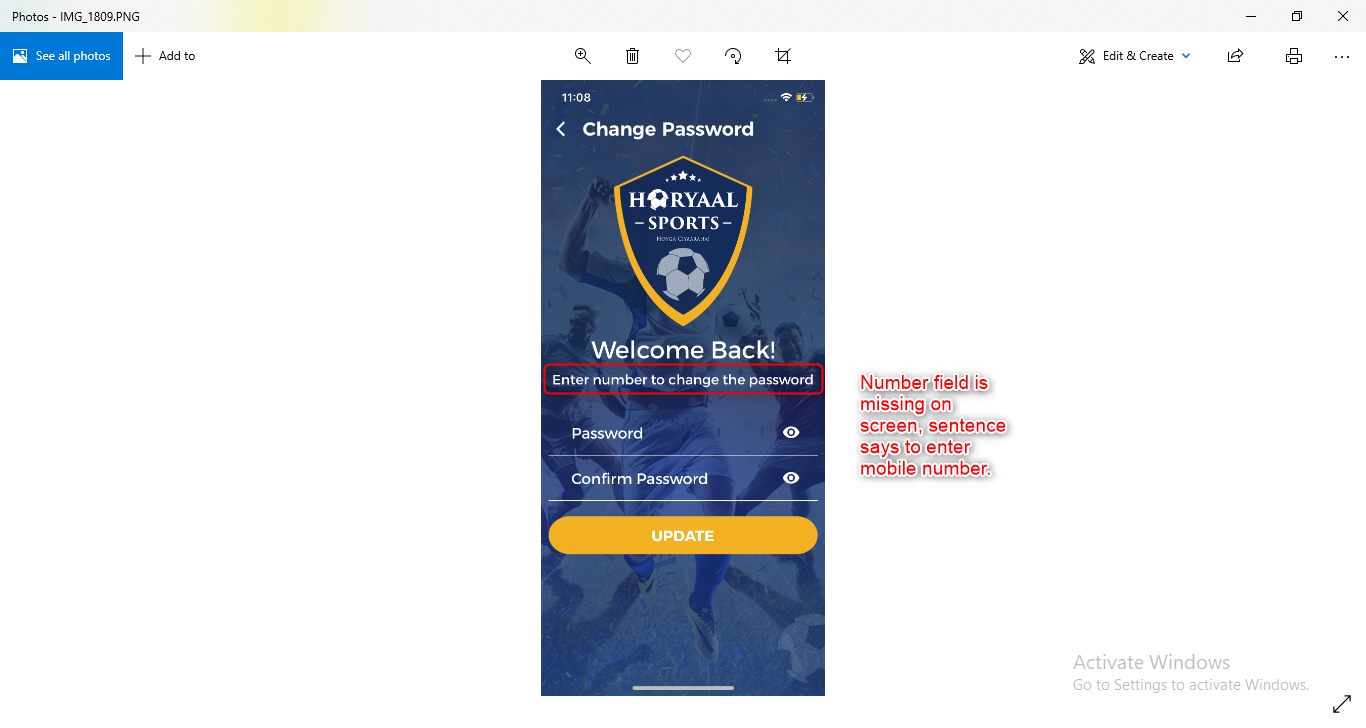 Photos - IMG_1809.PNG
See all photos
Add to
Edit & Create
11:08
Change Password
HORYAAL
- SPORTS -
HOYGA CIYAARAHA!
Welcome Back!
Enter number to change the password
Password
Confirm Password
UPDATE
Number field is
missing on
screen, sentence
says to enter
mobile number.
Activate Windows
Go to Settings to activate Windows.